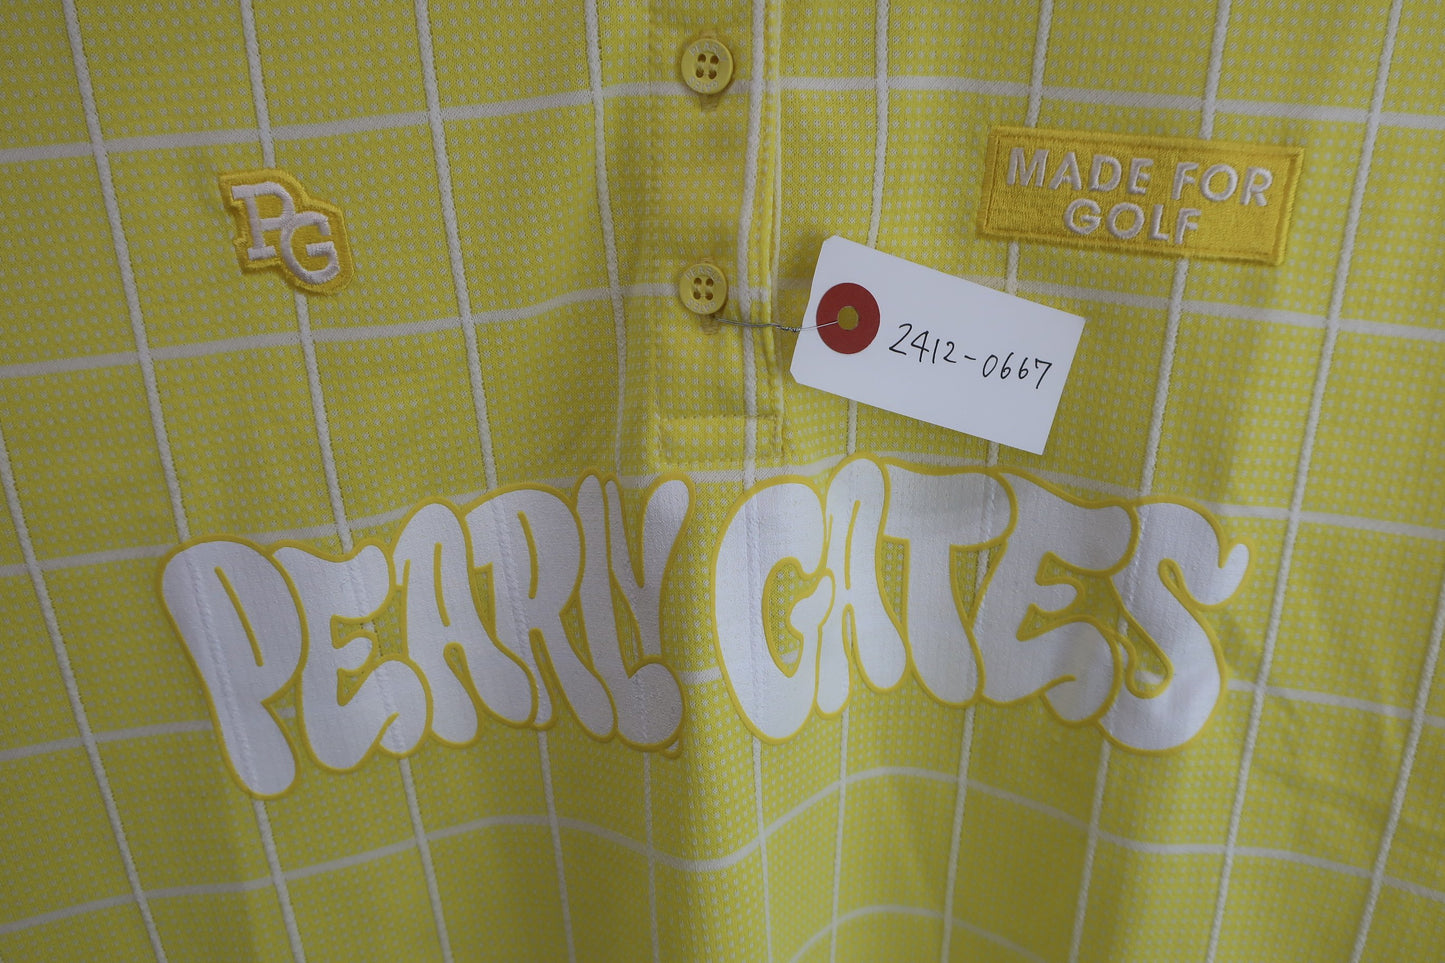 PG
MADE FOR
GOLF
2412-0667
PEARLY GATES